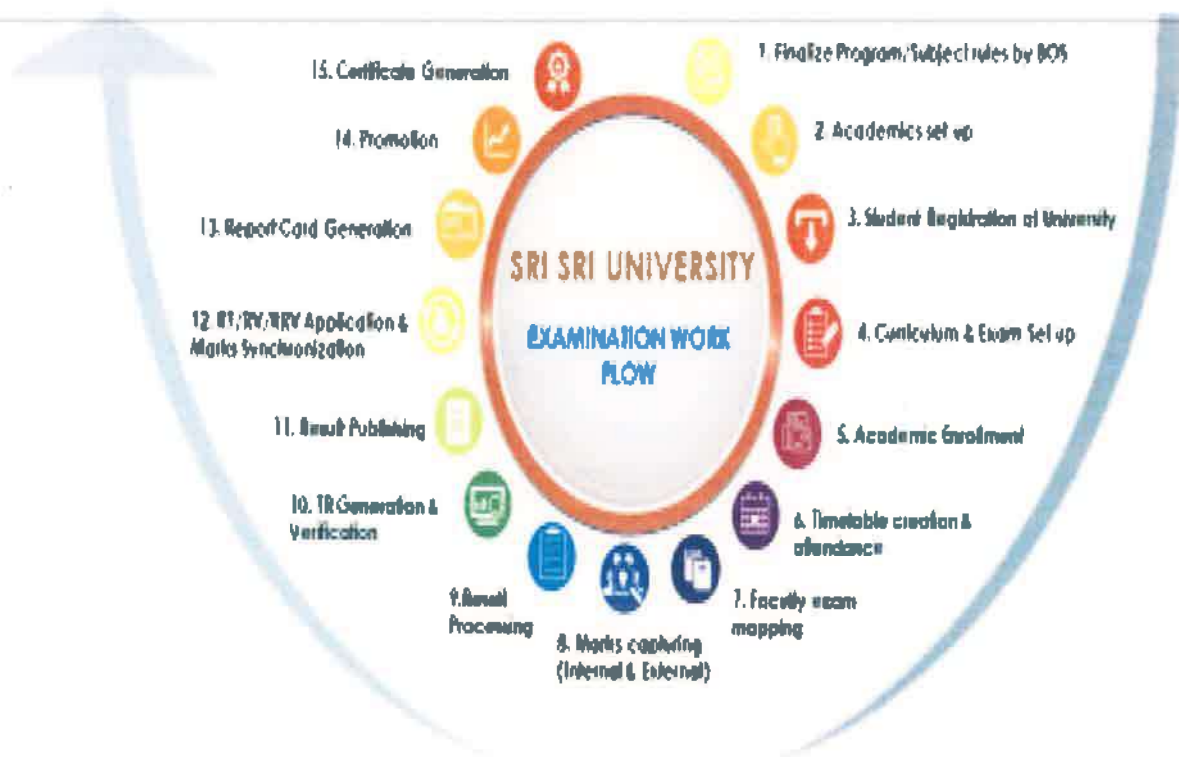 SRI SRI UNIVERSITY
EXAMINATION WORK
FLOW
1. Finalize Program/Subject rules by BOS
2. Academics set up
3. Student Registration at University
4. Curriculum & Exam Set up
5. Academic Enrollment
6. Timetable creation &
attendance
7. Faculty exam
mapping
8. Marks capturing
(Internal & External)
9.Result
Processing
10. TR Generation &
Verification
11. Result Publishing
12. RT/RV/RRV Application &
Marks Synchronization
13. Report Card Generation
14. Promotion
15. Certificate Generation